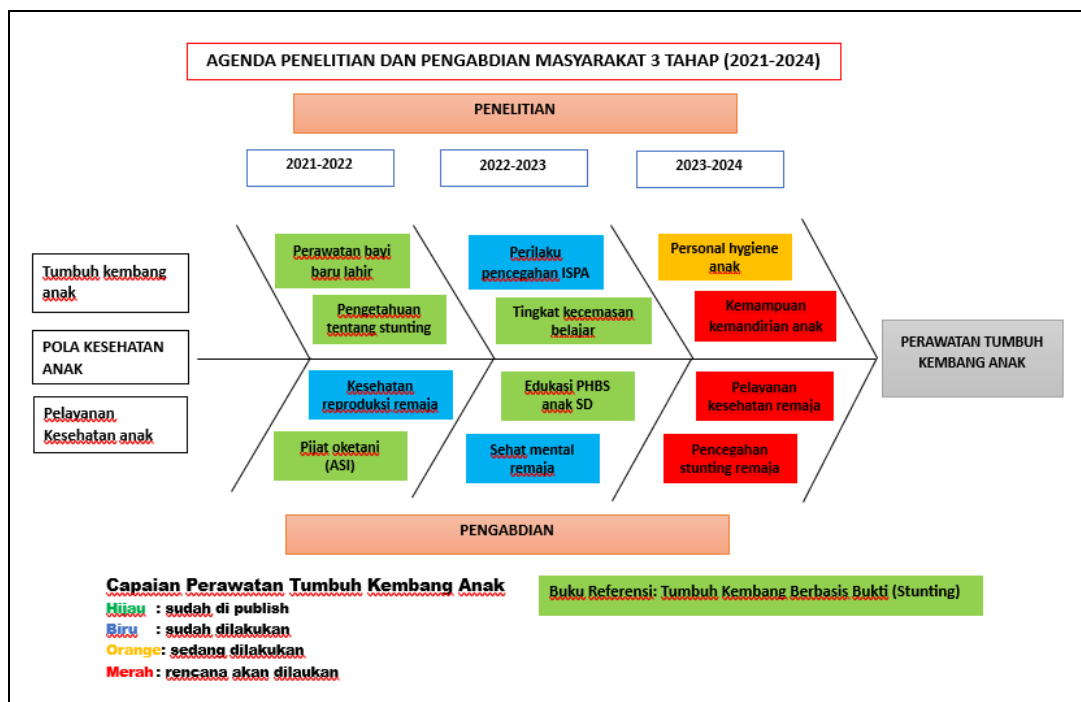 AGENDA PENELITIAN DAN PENGABDIAN MASYARAKAT 3 TAHAP (2021-2024)
PENELITIAN
2021-2022
2022-2023
2023-2024
Tumbuh kembang
anak
POLA KESEHATAN
ANAK
Pelayanan
Kesehatan anak
Perawatan bayi
baru lahir
Pengetahuan
tentang stunting
Perilaku
pencegahan ISPA
Tingkat kecemasan
belajar
Personal hygiene
anak
Kemampuan
kemandirian anak
Kesehatan
reproduksi remaja
Pijat oketani
(ASI)
Edukasi PHBS
anak SD
Sehat mental
remaja
Pelayanan
kesehatan remaja
Pencegahan
stunting remaja
PERAWATAN TUMBUH
KEMBANG ANAK
PENGABDIAN
Capaian Perawatan Tumbuh Kembang Anak
Hijjau : sudah di publish
Biru : sudah dilakukan
Orange: sedang dilakukan
Merah: rencana akan dilaukan
Buku Referensi: Tumbuh Kembang Berbasis Bukti (Stunting)